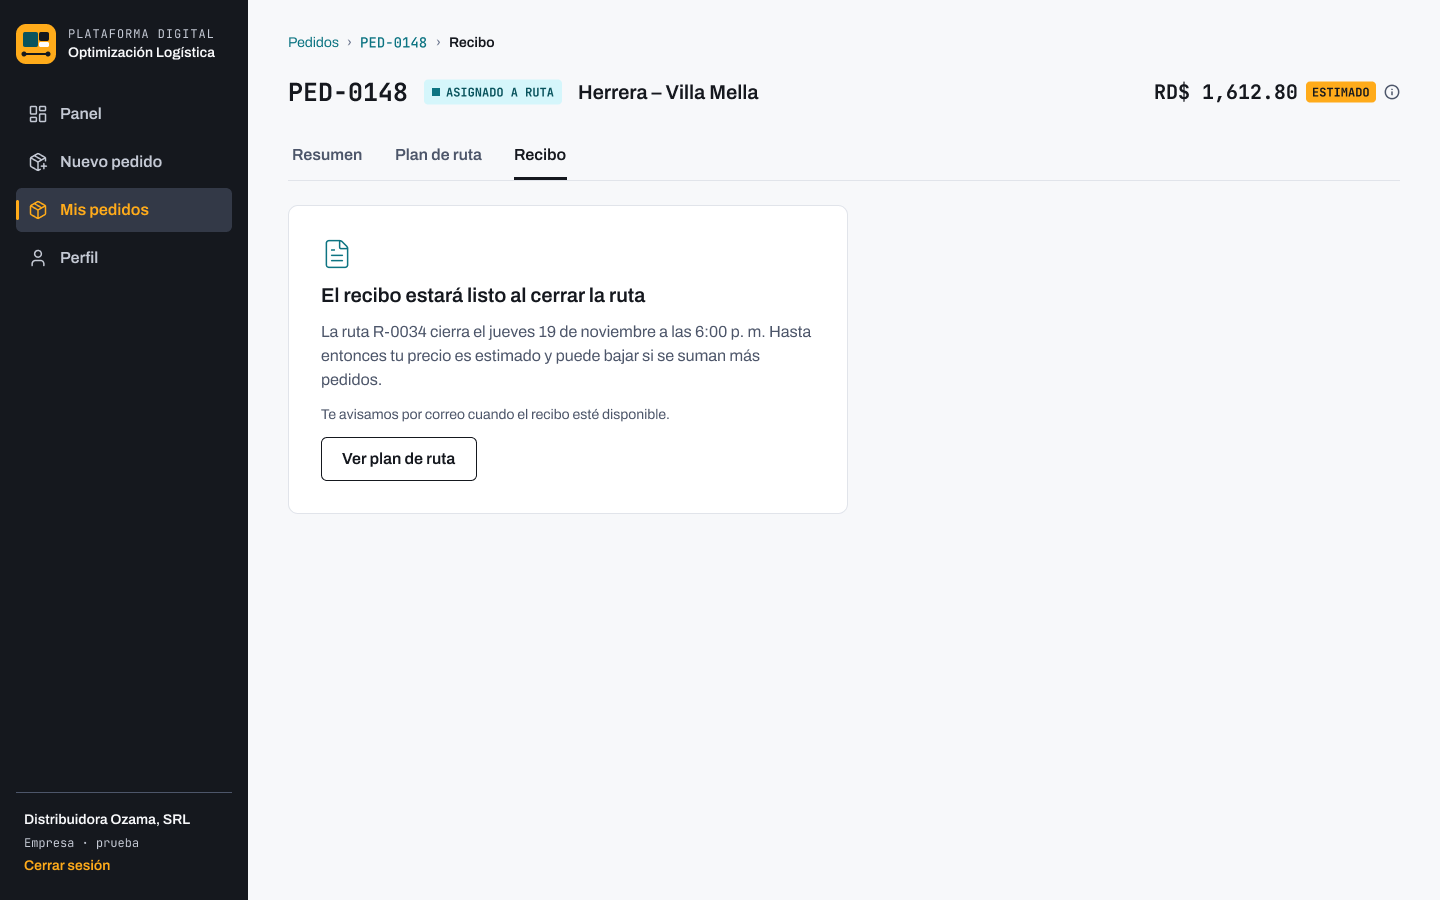 PLATAFORMA DIGITAL
Optimización Logística
Panel
Nuevo pedido
Mis pedidos
Perfil
Distribuidora Ozama, SRL
Empresa · prueba
Cerrar sesión
Pedidos › PED-0148 › Recibo
PED-0148 ASIGNADO A RUTA Herrera – Villa Mella RD$ 1,612.80 ESTIMADO
Resumen Plan de ruta Recibo
El recibo estará listo al cerrar la ruta
La ruta R-0034 cierra el jueves 19 de noviembre a las 6:00 p. m. Hasta
entonces tu precio es estimado y puede bajar si se suman más
pedidos.
Te avisamos por correo cuando el recibo esté disponible.
Ver plan de ruta